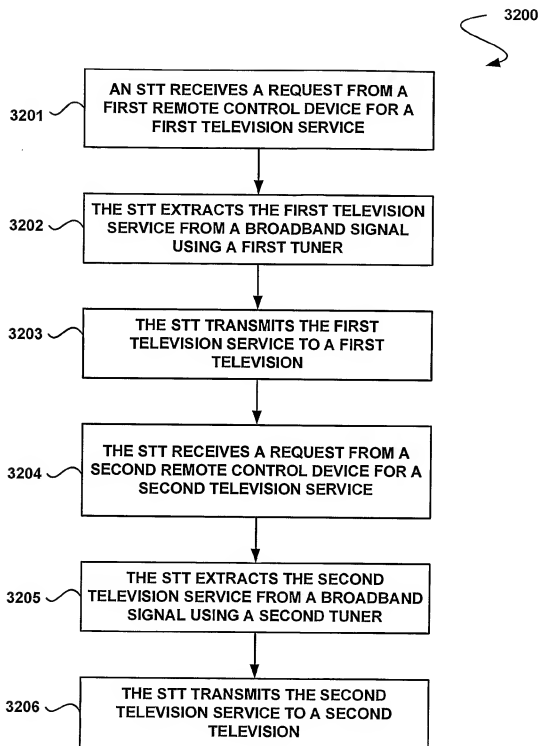 3200
3201
AN STT RECEIVES A REQUEST FROM A
FIRST REMOTE CONTROL DEVICE FOR A
FIRST TELEVISION SERVICE
3202
THE STT EXTRACTS THE FIRST TELEVISION
SERVICE FROM A BROADBAND SIGNAL
USING A FIRST TUNER
3203
THE STT TRANSMITS THE FIRST
TELEVISION SERVICE TO A FIRST
TELEVISION
3204
THE STT RECEIVES A REQUEST FROM A
SECOND REMOTE CONTROL DEVICE FOR A
SECOND TELEVISION SERVICE
3205
THE STT EXTRACTS THE SECOND
TELEVISION SERVICE FROM A BROADBAND
SIGNAL USING A SECOND TUNER
3206
THE STT TRANSMITS THE SECOND
TELEVISION SERVICE TO A SECOND
TELEVISION